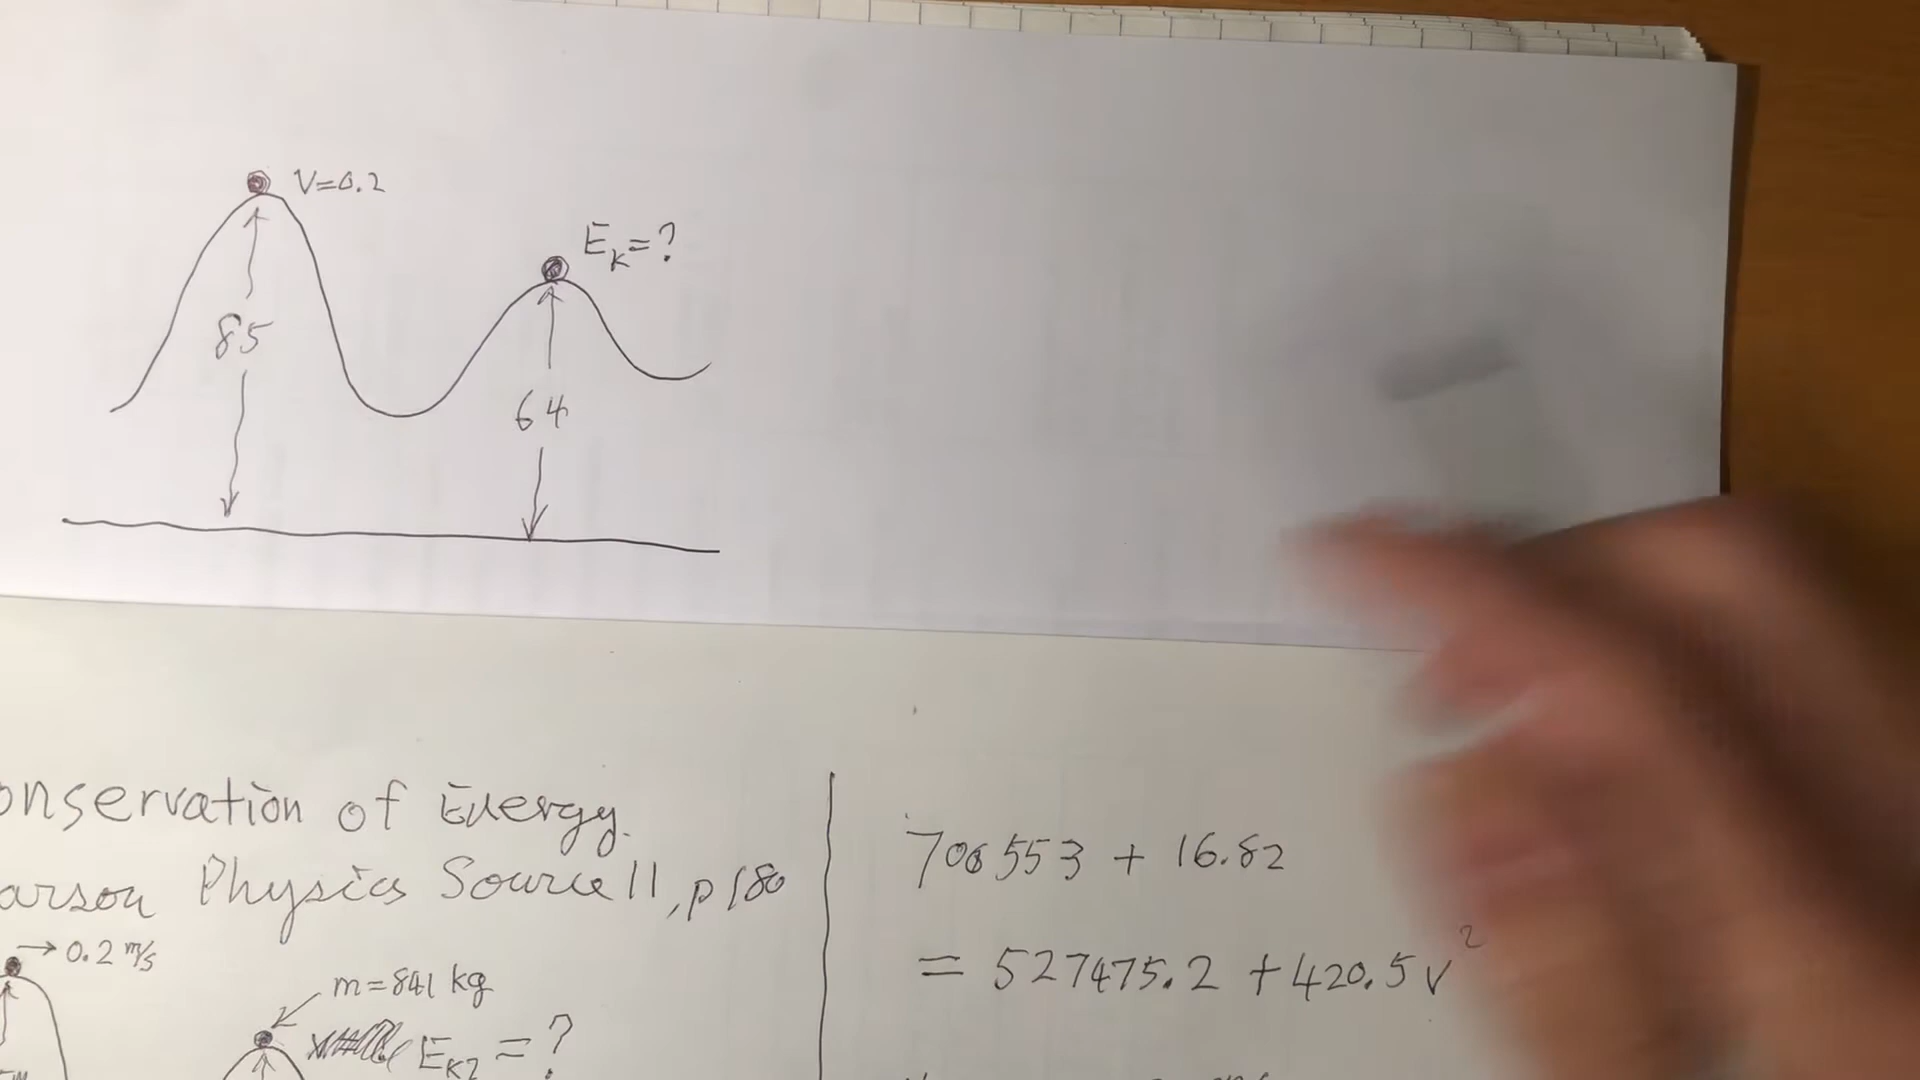 V=0.2
E_K=?
85
64
onservation of Energy.
arson Physics Source 11, p180
→ 0.2 m/s
m=841 kg
E_K2 = ?
706553 + 16.82
= 527475.2 + 420.5v²